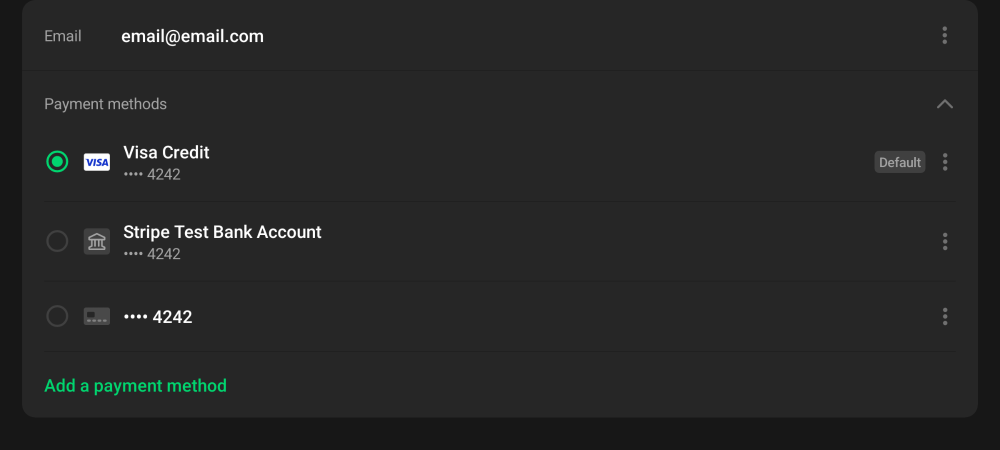 Email email@email.com
Payment methods
VISA Visa Credit
•••• 4242
Default
Stripe Test Bank Account
•••• 4242
•••• 4242
Add a payment method